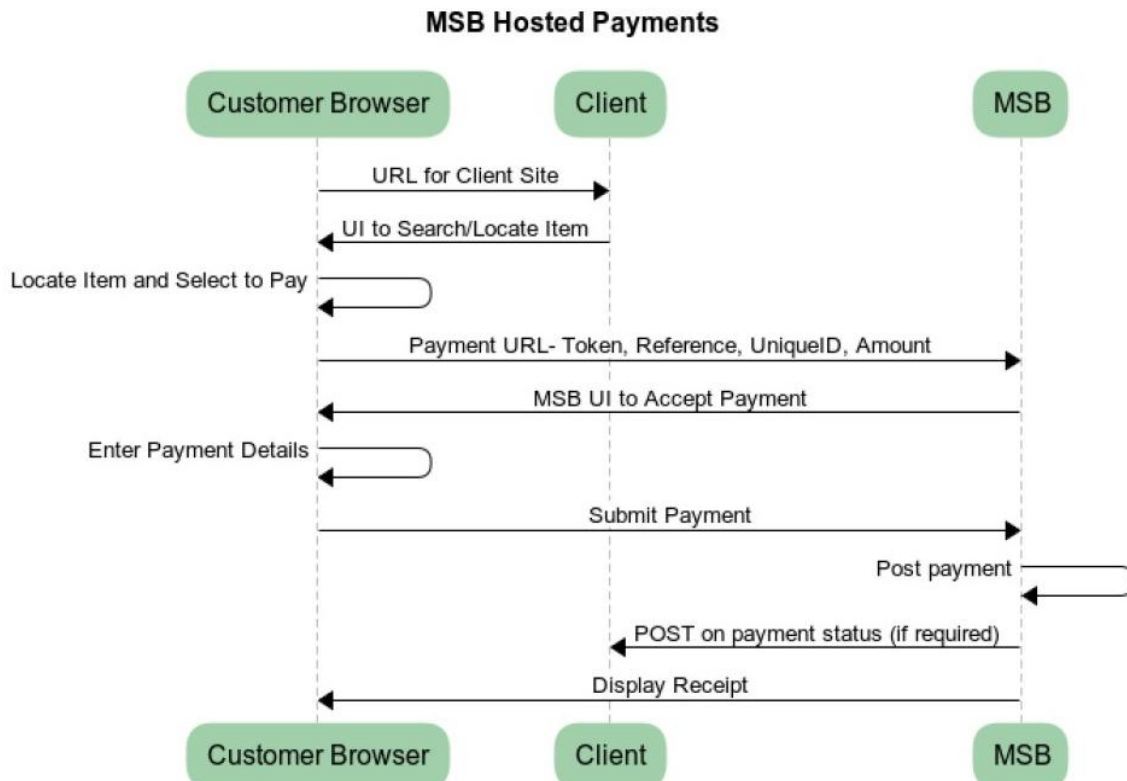 MSB Hosted Payments
Customer Browser
Client
MSB
URL for Client Site
UI to Search/Locate Item
Locate Item and Select to Pay
Payment URL- Token, Reference, UniqueID, Amount
MSB UI to Accept Payment
Enter Payment Details
Submit Payment
Post payment
POST on payment status (if required)
Display Receipt
Customer Browser
Client
MSB